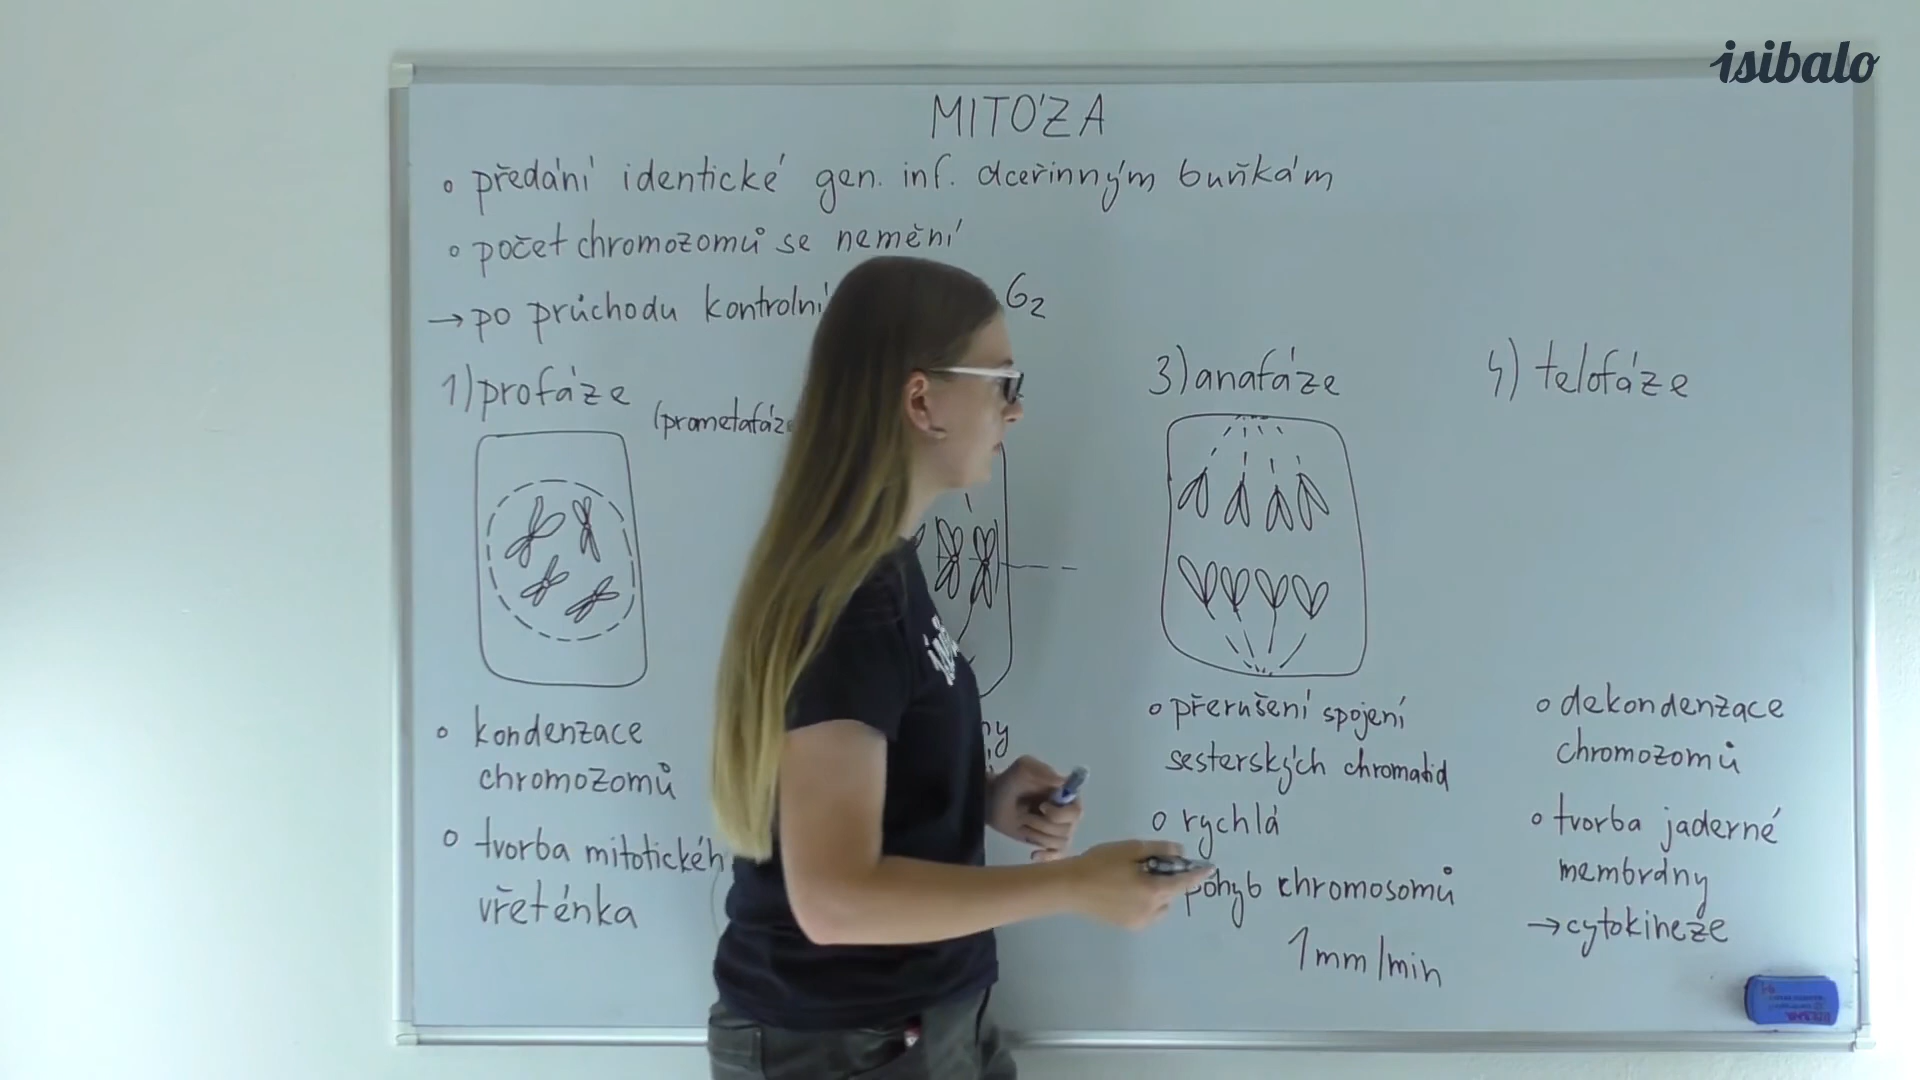 isibalo
MITÓZA
o předání identické gen. inf. dceřinným buňkám
o počet chromozomů se nemění
→ po průchodu kontrolní G2
1) profáze
(prometafáze
3) anafáze
4) telofáze
o kondenzace
chromozomů
o tvorba mitotickéh
vřeténka
ny
o přerušení spojení
sesterských chromatid
o rychlá
pohyb chromosomů
1mm/min
o dekondenzace
chromozomů
o tvorba jaderné
membrány
→ cytokineze